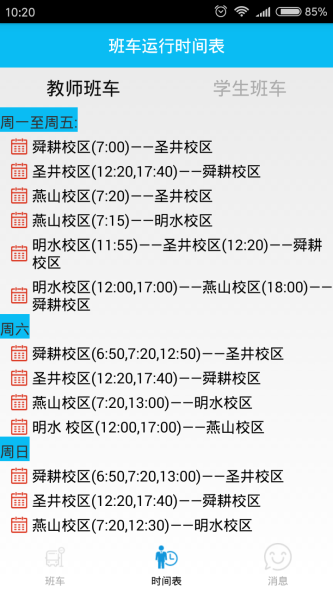 10:20
85%
班车运行时间表
教师班车 学生班车
周一至周五:
舜耕校区(7:00)——圣井校区
圣井校区(12:20,17:40)——舜耕校区
燕山校区(7:20)——圣井校区
燕山校区(7:15)——明水校区
明水校区(11:55)——圣井校区(12:20)——舜耕
校区
明水校区(12:00,17:00)——燕山校区(18:00)——
舜耕校区
周六
舜耕校区(6:50,7:20,12:50)——圣井校区
圣井校区(12:20,17:40)——舜耕校区
燕山校区(7:20,13:00)——明水校区
明水 校区(12:00,17:00)——燕山校区
周日
舜耕校区(6:50,7:20,13:00)——圣井校区
圣井校区(12:20,17:40)——舜耕校区
燕山校区(7:20,12:30)——明水校区
班车 时间表 消息